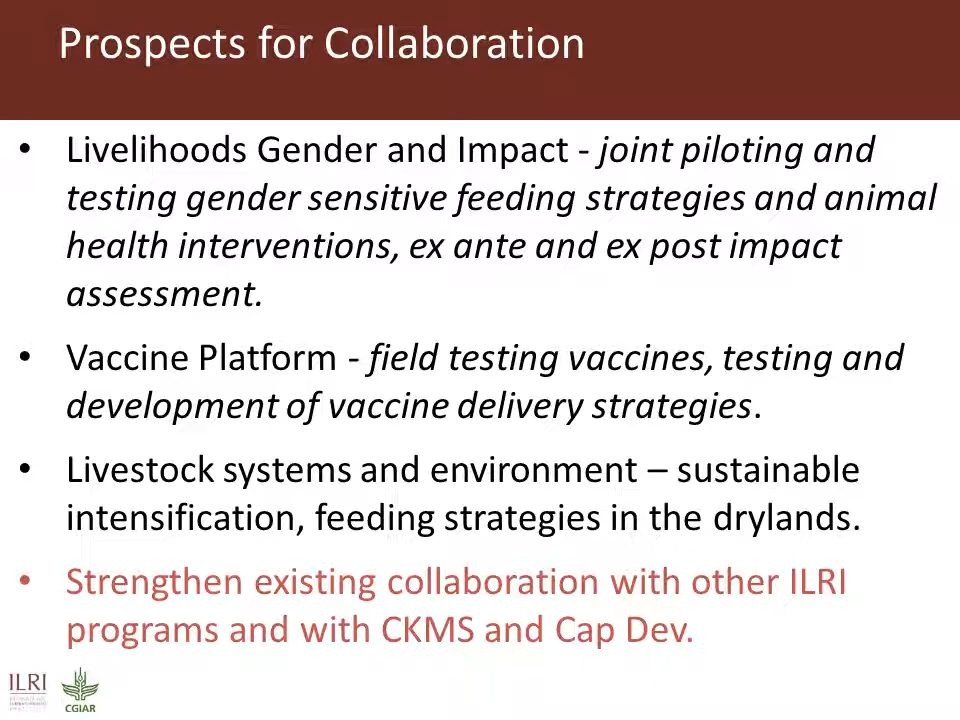 Prospects for Collaboration
• Livelihoods Gender and Impact - joint piloting and
testing gender sensitive feeding strategies and animal
health interventions, ex ante and ex post impact
assessment.
• Vaccine Platform - field testing vaccines, testing and
development of vaccine delivery strategies.
• Livestock systems and environment – sustainable
intensification, feeding strategies in the drylands.
• Strengthen existing collaboration with other ILRI
programs and with CKMS and Cap Dev.
ILRI
CGIAR